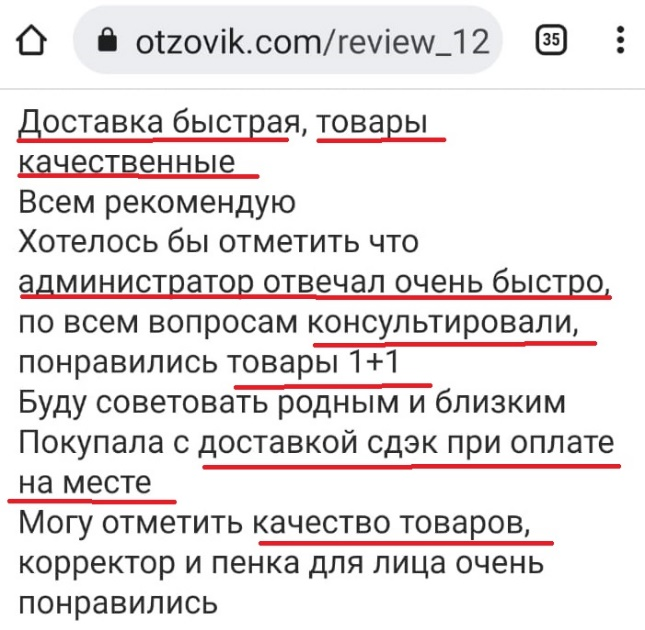 otzovik.com/review_12
35
Доставка быстрая, товары
качественные
Всем рекомендую
Хотелось бы отметить что
администратор отвечал очень быстро,
по всем вопросам консультировали,
понравились товары 1+1
Буду советовать родным и близким
Покупала с доставкой сдэк при оплате
на месте
Могу отметить качество товаров,
корректор и пенка для лица очень
понравились